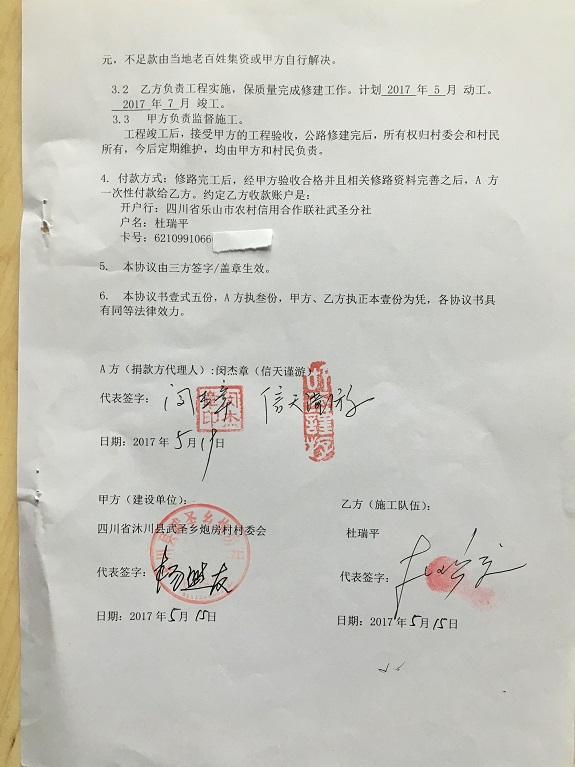 元，不足款由当地老百姓集资或甲方自行解决。
3.2 乙方负责工程实施，保质量完成修建工作。计划 2017 年 5 月 动工。
2017 年 7 月 竣工。
3.3 甲方负责监督施工。
工程竣工后，接受甲方的工程验收，公路修建完后，所有权归村委会和村民
所有，今后定期维护，均由甲方和村民负责。
4. 付款方式：修路完工后，经甲方验收合格并且相关修路资料完善之后，A 方
一次性付款给乙方。约定乙方收款账户是：
开户行：四川省乐山市农村信用合作联社武圣分社
户名：杜瑞平
卡号：6210991066
5. 本协议由三方签字/盖章生效。
6. 本协议书壹式五份，A方执叁份，甲方、乙方执正本壹份为凭，各协议书具
有同等法律效力。
A方（捐款方代理人）：闵杰章（信天谨游）
代表签字： 闵杰章 信天谨游
日期：2017 年 5 月 19 日
甲方（建设单位）：
四川省沐川县武圣乡炮房村村委会
代表签字：
日期：2017 年 5 月 15 日
乙方（施工队伍）：
杜瑞平
代表签字： 杜瑞平
日期：2017 年 5 月 15 日